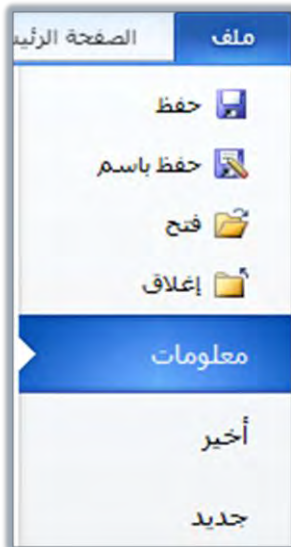 ملف الصفحة الرئيس
حفظ
حفظ باسم
فتح
إغلاق
معلومات
أخير
جديد